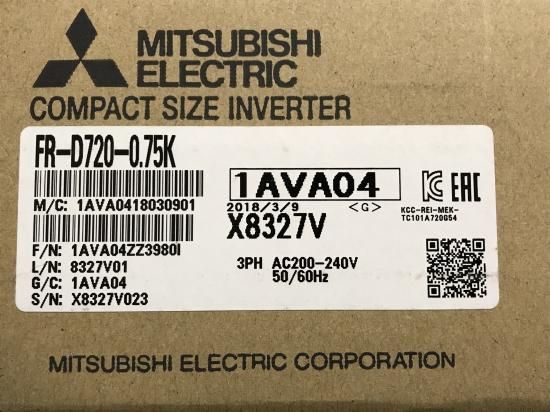 MITSUBISHI
ELECTRIC
COMPACT SIZE INVERTER
FR-D720-0.75K
M/C: 1AVA0418030901
F/N: 1AVA04ZZ3980I
L/N: 8327V01
G/C: 1AVA04
S/N: X8327V023
1AVA04
2018/3/9 <G>
X8327V
3PH AC200-240V
50/60Hz
EAC
KCC-REI-MEK-
TC101A720G54
MITSUBISHI ELECTRIC CORPORATION